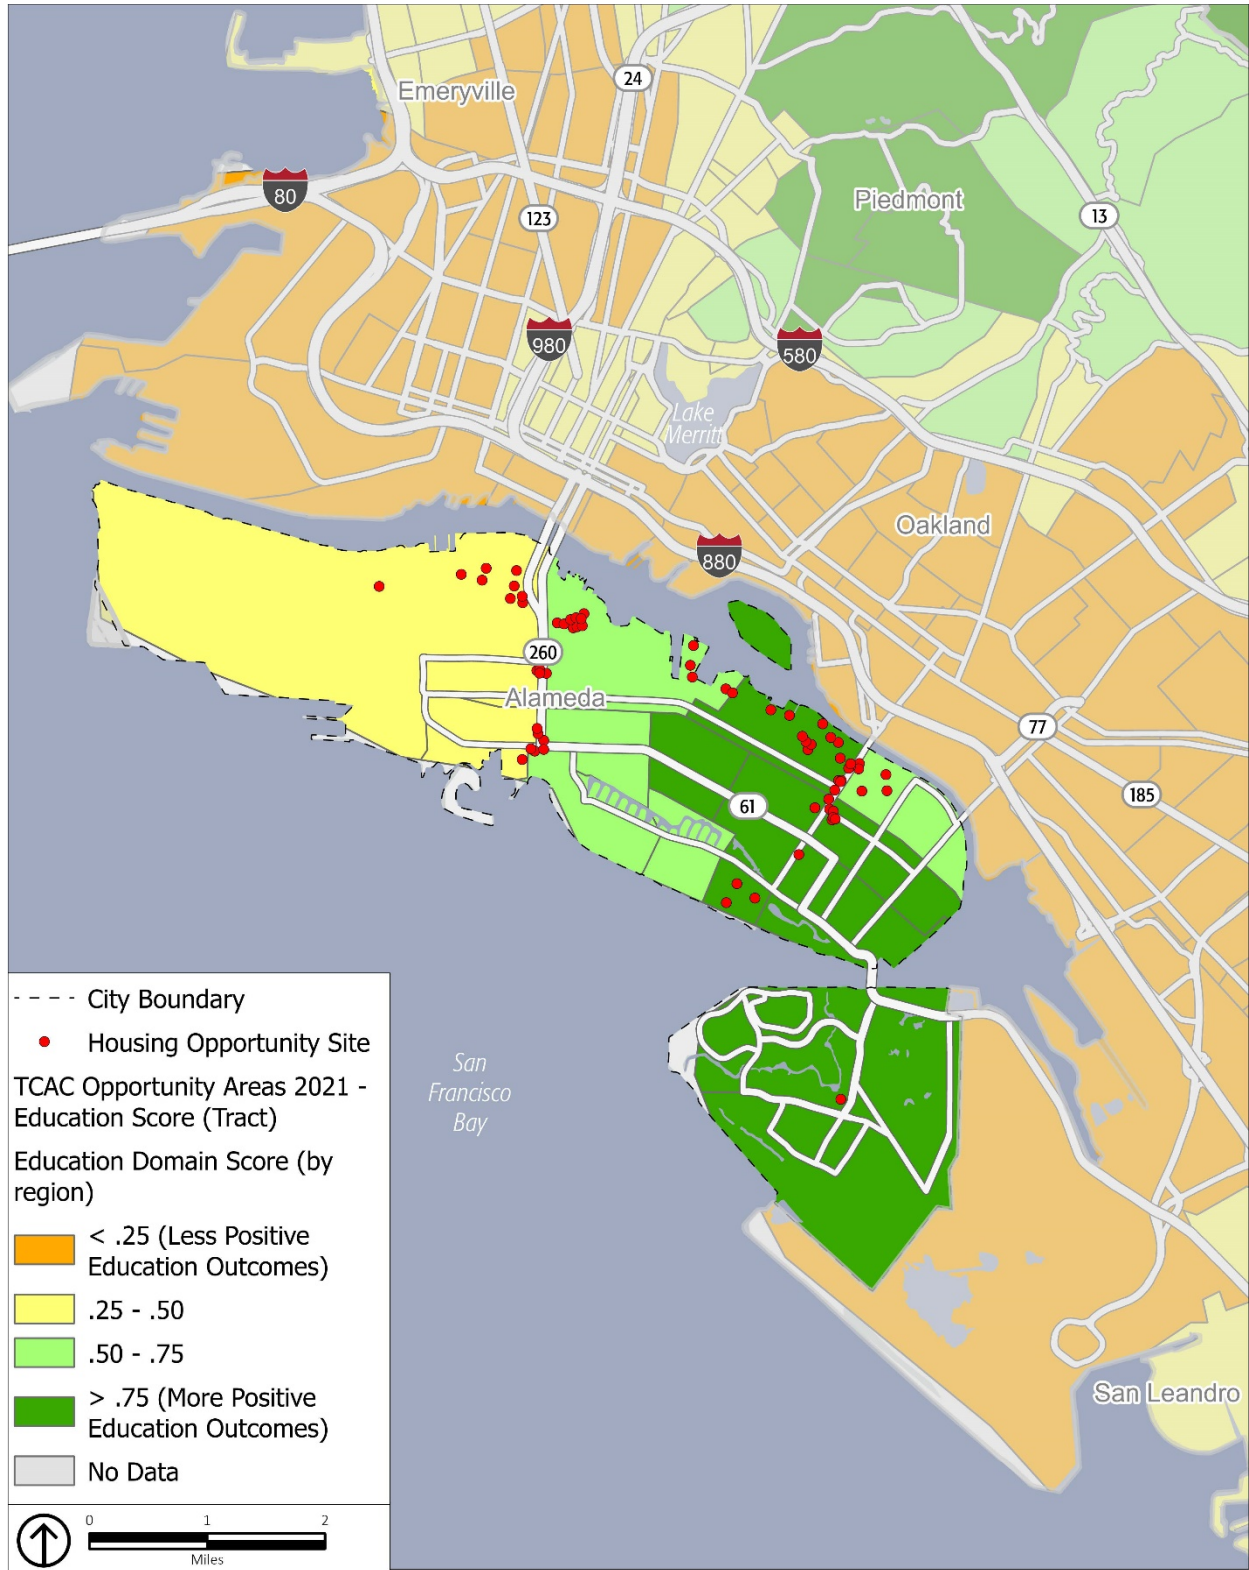 24
Emeryville
80
123
Piedmont
13
980
580
Lake
Merritt
Oakland
880
260
Alameda
77
61
185
- - - - City Boundary
Housing Opportunity Site
TCAC Opportunity Areas 2021 -
Education Score (Tract)
Education Domain Score (by
region)
< .25 (Less Positive
Education Outcomes)
.25 - .50
.50 - .75
> .75 (More Positive
Education Outcomes)
No Data
0 1 2
Miles
San
Francisco
Bay
San Leandro